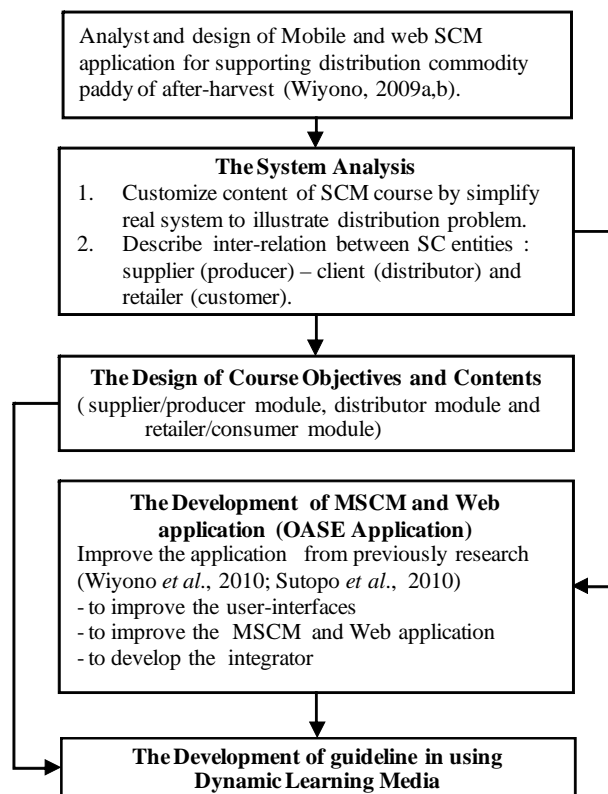 Analyst and design of Mobile and web SCM
application for supporting distribution commodity
paddy of after-harvest (Wiyono, 2009a,b).
The System Analysis
1. Customize content of SCM course by simplify
real system to illustrate distribution problem.
2. Describe inter-relation between SC entities :
supplier (producer) – client (distributor) and
retailer (customer).
The Design of Course Objectives and Contents
( supplier/producer module, distributor module and
retailer/consumer module)
The Development of MSCM and Web
application (OASE Application)
Improve the application from previously research
(Wiyono et al., 2010; Sutopo et al., 2010)
- to improve the user-interfaces
- to improve the MSCM and Web application
- to develop the integrator
The Development of guideline in using
Dynamic Learning Media